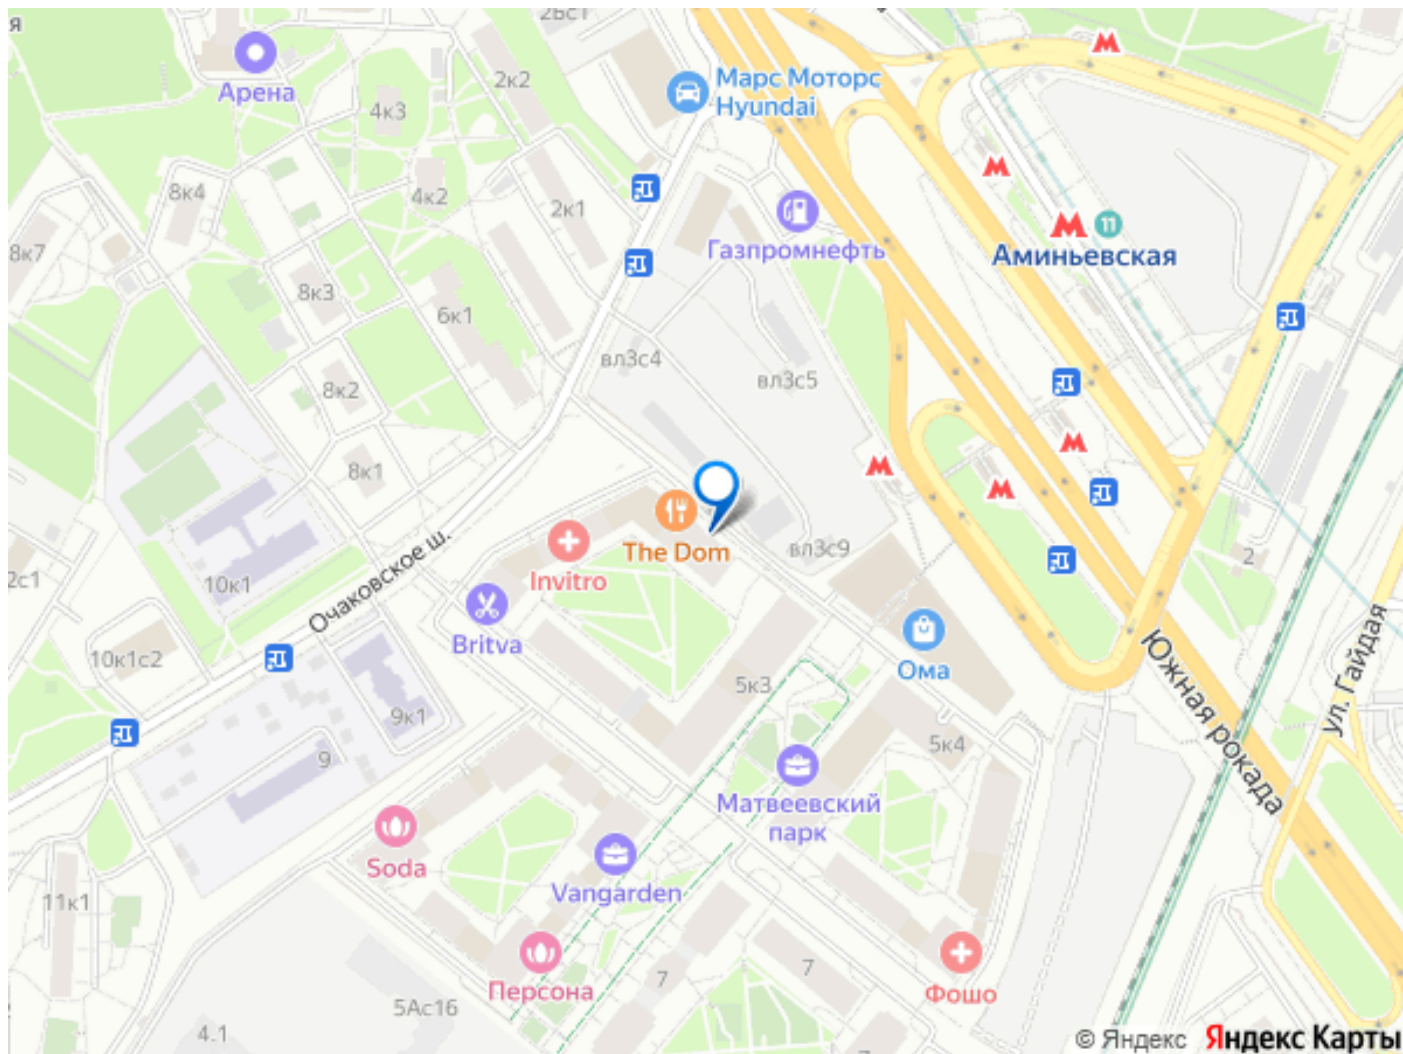 я
2Бс1
Арена
2к2
Марс Моторс
Hyundai
4к3
8к4
4к2
2к1
8к7
Газпромнефть
11
Аминьевская
8к3
6к1
вл3с4
вл3с5
8к2
8к1
The Dom
вл3с9
Invitro
2
2с1
10к1
Очаковское ш.
Britva
10к1с2
Ома
5к3
Южная рокада
ул. Гайдая
9к1
9
5к4
Матвеевский
парк
Soda
Vangarden
11к1
Персона
7
7
Фошо
5Ас16
4.1
© Яндекс Яндекс Карты